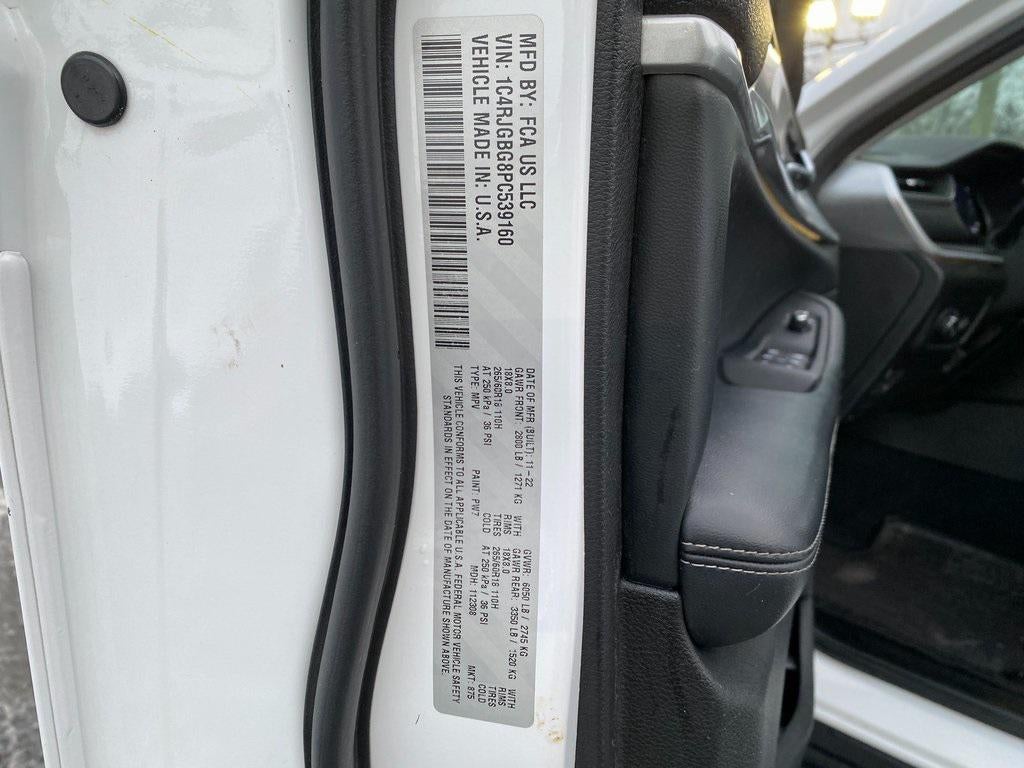 MFD BY: FCA US LLC
VIN: 1C4RJGBG8PC539160
VEHICLE MADE IN: U.S.A.
DATE OF MFR (BUILT): 11-22 GVWR: 6050 LB / 2745 KG
GAWR FRONT: 2800 LB / 1271 KG WITH GAWR REAR: 3350 LB / 1520 KG WITH
18X8.0 RIMS 18X8.0 RIMS
265/60R18 110H TIRES 265/60R18 110H TIRES
AT 250 kPa / 36 PSI COLD AT 250 kPa / 36 PSI COLD
TYPE: MPV PAINT: PW7 MDH: 112308 MKT: 875
THIS VEHICLE CONFORMS TO ALL APPLICABLE U.S.A. FEDERAL MOTOR VEHICLE SAFETY
STANDARDS IN EFFECT ON THE DATE OF MANUFACTURE SHOWN ABOVE.